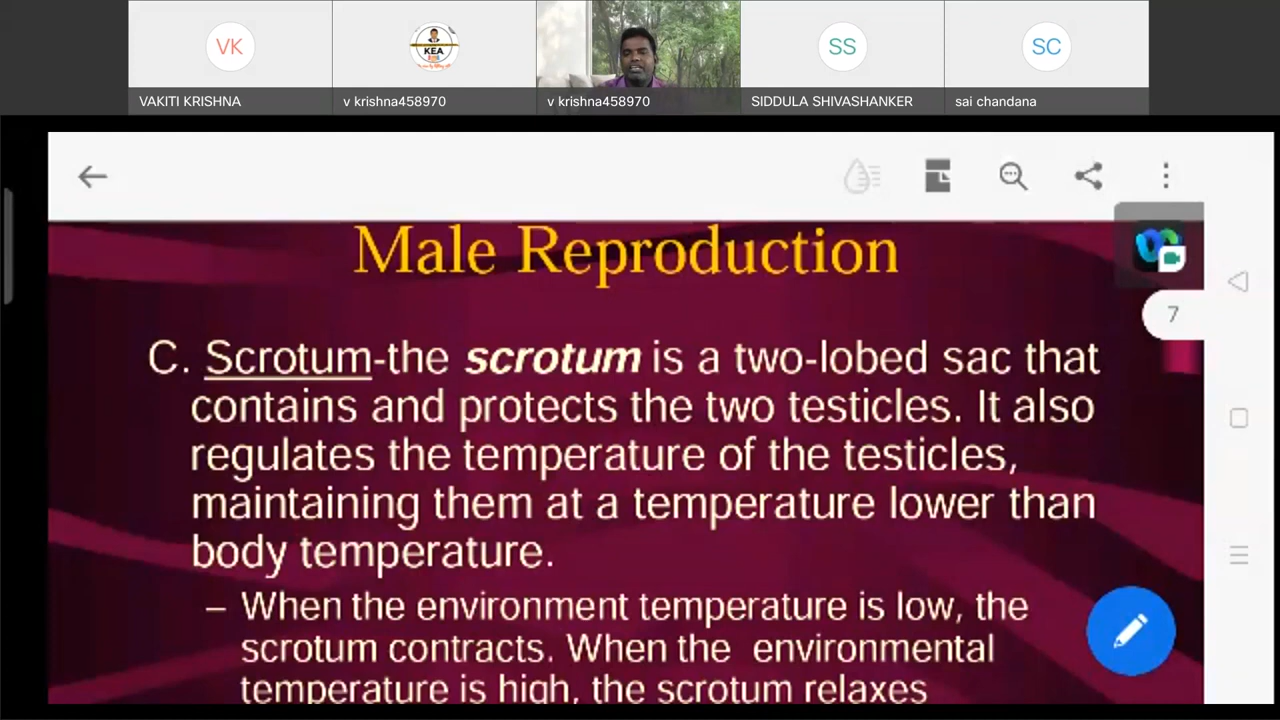 VK
KEA
SS
SC
VAKITI KRISHNA
v krishna458970
v krishna458970
SIDDULA SHIVASHANKER
sai chandana
Male Reproduction
7
C. Scrotum-the scrotum is a two-lobed sac that
contains and protects the two testicles. It also
regulates the temperature of the testicles,
maintaining them at a temperature lower than
body temperature.
– When the environment temperature is low, the
scrotum contracts. When the environmental
temperature is high, the scrotum relaxes